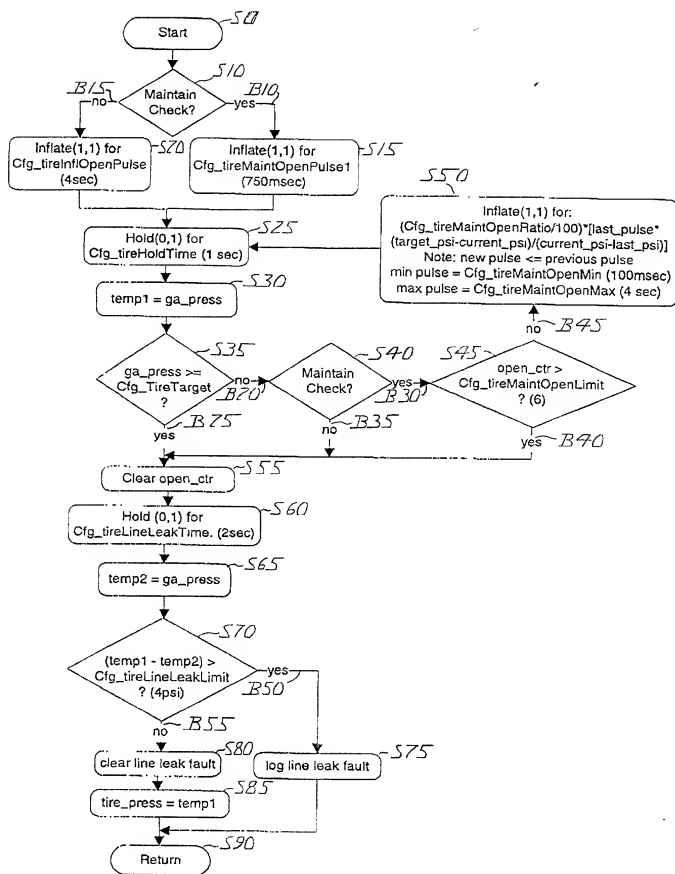 S0
Start
S10
B15
no
Maintain
Check?
B10
yes
Inflate(1,1) for
Cfg_tireInflOpenPulse
(4sec)
S20
Inflate(1,1) for
Cfg_tireMaintOpenPulse1
(750msec)
S15
S50
Inflate(1,1) for:
(Cfg_tireMaintOpenRatio/100)*[last_pulse*
(target_psi-current_psi)/(current_psi-last_psi)]
Note: new pulse <= previous pulse
min pulse = Cfg_tireMaintOpenMin (100msec)
max pulse = Cfg_tireMaintOpenMax (4 sec)
S25
Hold(0,1) for
Cfg_tireHoldTime (1 sec)
S30
temp1 = ga_press
no B45
S35
ga_press >=
Cfg_TireTarget
?
no
B20
S40
Maintain
Check?
yes
B30
S45
open_ctr >
Cfg_tireMaintOpenLimit
? (6)
B25
yes
no B35
yes B40
S55
Clear open_ctr
S60
Hold (0,1) for
Cfg_tireLineLeakTime. (2sec)
S65
temp2 = ga_press
S70
(temp1 - temp2) >
Cfg_tireLineLeakLimit
? (4psi)
yes
B50
B55
no
S80
clear line leak fault
S75
log line leak fault
S85
tire_press = temp1
S90
Return